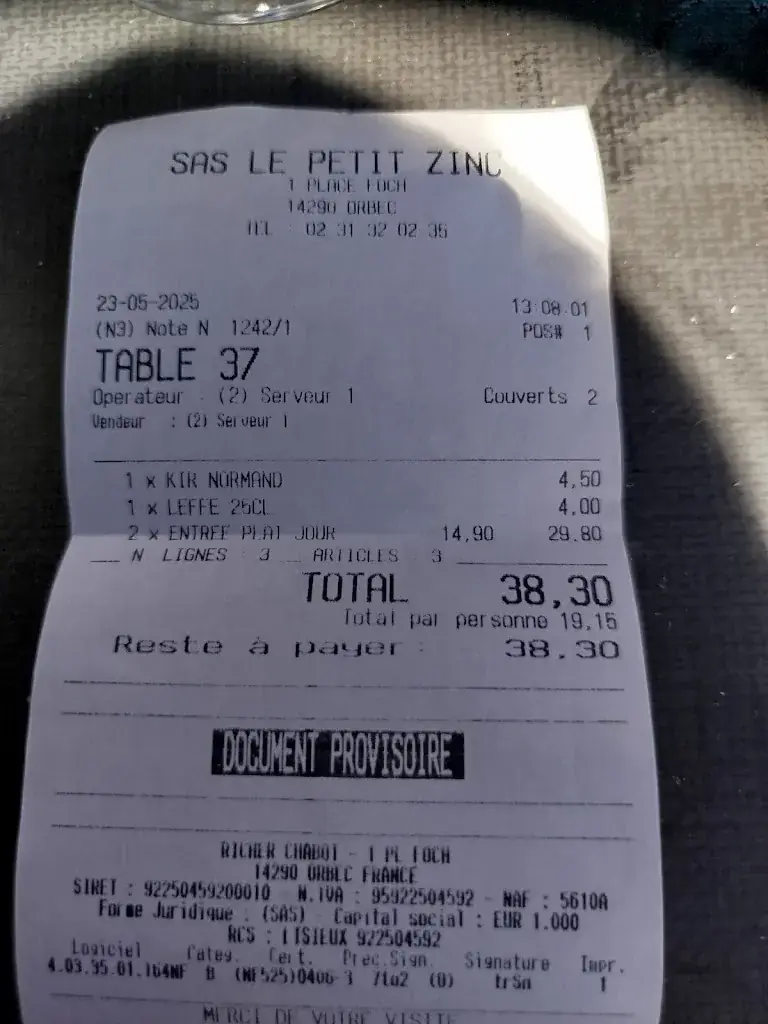 SAS LE PETIT ZINC
1 PLACE FOCH
14290 ORBEC
TEL : 02 31 32 02 35
23-05-2025 13:08:01
(N3) Note N 1242/1 POS# 1
TABLE 37
Operateur : (2) Serveur 1 Couverts 2
Vendeur : (2) Serveur 1
1 x KIR NORMAND 4,50
1 x LEFFE 25CL 4,00
2 x ENTREE PLAT JOUR 14,90 29.80
N LIGNES : 3 ARTICLES : 3
TOTAL 38,30
Total par personne 19,15
Reste à payer : 38.30
DOCUMENT PROVISOIRE
RICHER CHABOT - 1 PL FOCH
14290 ORBEC FRANCE
SIRET : 92250459200010 - N.TVA : 95922504592 - NAF : 5610A
Forme Juridique : (SAS) - Capital social : EUR 1.000
RCS : LISIEUX 922504592
Logiciel Categ. Cert. Prec.Sign. Signature Impr.
4.03.95.01.164NF B (NF525)0406-3 (0) trSn 1
MERCI DE VOTRE VISITE